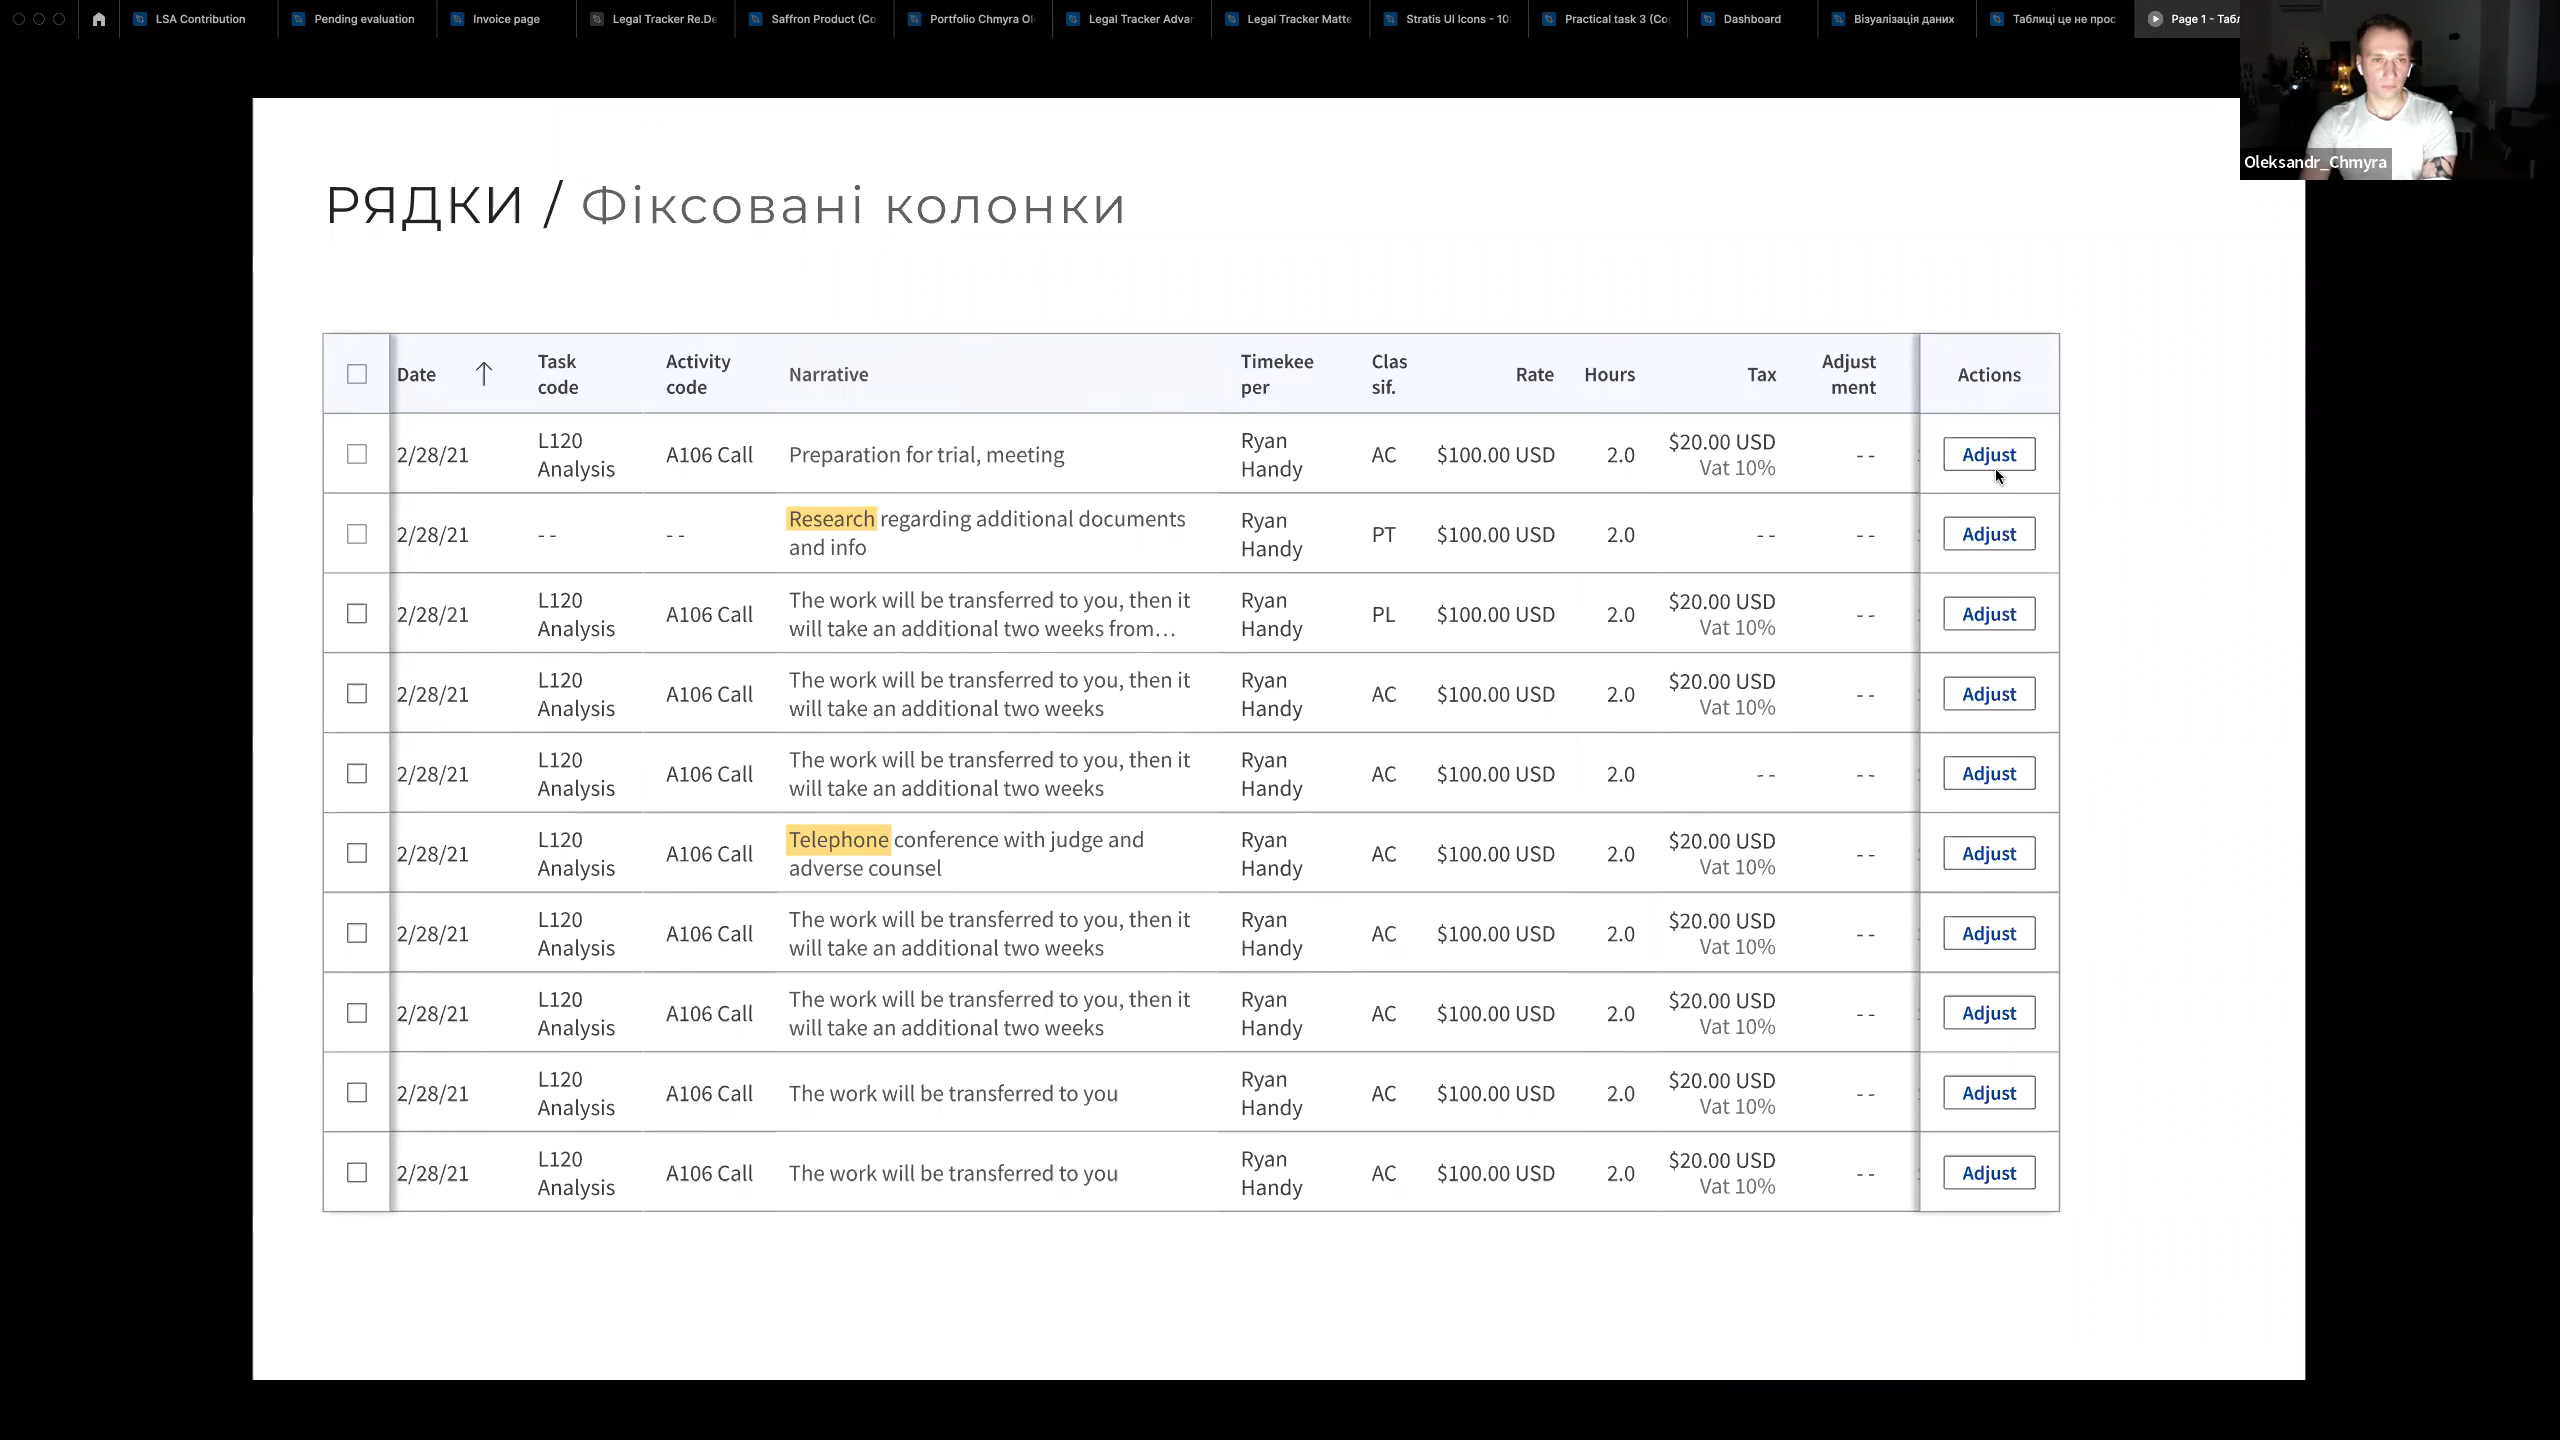 LSA Contribution
Pending evaluation
Invoice page
Legal Tracker Re.De
Saffron Product (Co
Portfolio Chmyra Ol
Legal Tracker Advar
Legal Tracker Matte
Stratis UI Icons - 10
Practical task 3 (Co
Dashboard
Візуалізація даних
Таблиці це не прос
Page 1 - Табл
Oleksandr_Chmyra
РЯДКИ / Фіксовані колонки
Date Task code Activity code Narrative Timekee per Clas sif. Rate Hours Tax Adjust ment Actions
2/28/21 L120 Analysis A106 Call Preparation for trial, meeting Ryan Handy AC $100.00 USD 2.0 $20.00 USD Vat 10% - - Adjust
2/28/21 - - - - Research regarding additional documents and info Ryan Handy PT $100.00 USD 2.0 - - - - Adjust
2/28/21 L120 Analysis A106 Call The work will be transferred to you, then it will take an additional two weeks from… Ryan Handy PL $100.00 USD 2.0 $20.00 USD Vat 10% - - Adjust
2/28/21 L120 Analysis A106 Call The work will be transferred to you, then it will take an additional two weeks Ryan Handy AC $100.00 USD 2.0 $20.00 USD Vat 10% - - Adjust
2/28/21 L120 Analysis A106 Call The work will be transferred to you, then it will take an additional two weeks Ryan Handy AC $100.00 USD 2.0 - - - - Adjust
2/28/21 L120 Analysis A106 Call Telephone conference with judge and adverse counsel Ryan Handy AC $100.00 USD 2.0 $20.00 USD Vat 10% - - Adjust
2/28/21 L120 Analysis A106 Call The work will be transferred to you, then it will take an additional two weeks Ryan Handy AC $100.00 USD 2.0 $20.00 USD Vat 10% - - Adjust
2/28/21 L120 Analysis A106 Call The work will be transferred to you, then it will take an additional two weeks Ryan Handy AC $100.00 USD 2.0 $20.00 USD Vat 10% - - Adjust
2/28/21 L120 Analysis A106 Call The work will be transferred to you Ryan Handy AC $100.00 USD 2.0 $20.00 USD Vat 10% - - Adjust
2/28/21 L120 Analysis A106 Call The work will be transferred to you Ryan Handy AC $100.00 USD 2.0 $20.00 USD Vat 10% - - Adjust